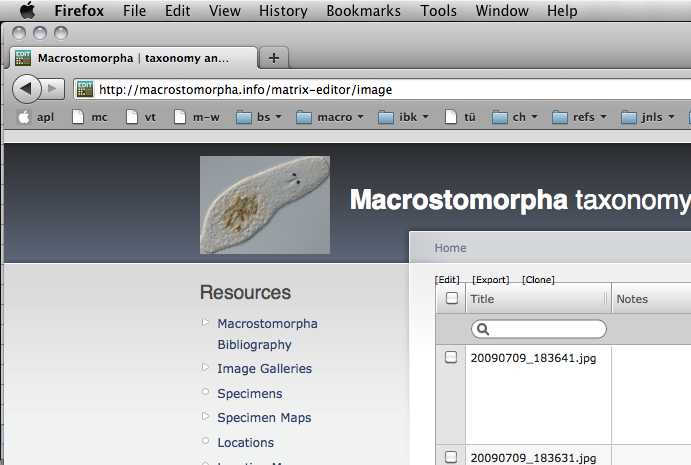 Firefox File Edit View History Bookmarks Tools Window Help
Macrostomorpha | taxonomy an...
http://macrostomorpha.info/matrix-editor/image
apl mc vt m-w bs macro ibk tü ch refs jnls
Macrostomorpha taxonomy
Home
[Edit] [Export] [Clone]
Resources
Title Notes
Macrostomorpha
Bibliography
Image Galleries
Specimens
Specimen Maps
Locations
20090709_183641.jpg
20090709_183631.jpg